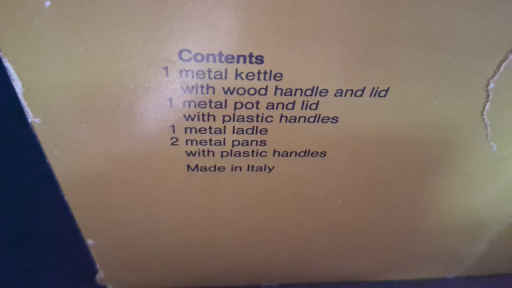 Contents
1 metal kettle
with wood handle and lid
1 metal pot and lid
with plastic handles
1 metal ladle
2 metal pans
with plastic handles
Made in Italy